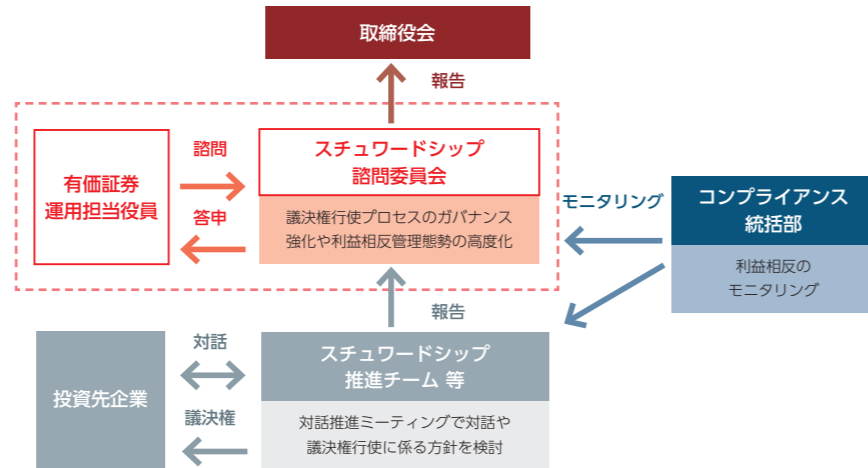 取締役会
報告
有価証券
運用担当役員
諮問
答申
スチュワードシップ
諮問委員会
議決権行使プロセスのガバナンス
強化や利益相反管理態勢の高度化
モニタリング
コンプライアンス
統括部
利益相反の
モニタリング
報告
投資先企業
対話
議決権
スチュワードシップ
推進チーム 等
対話推進ミーティングで対話や
議決権行使に係る方針を検討